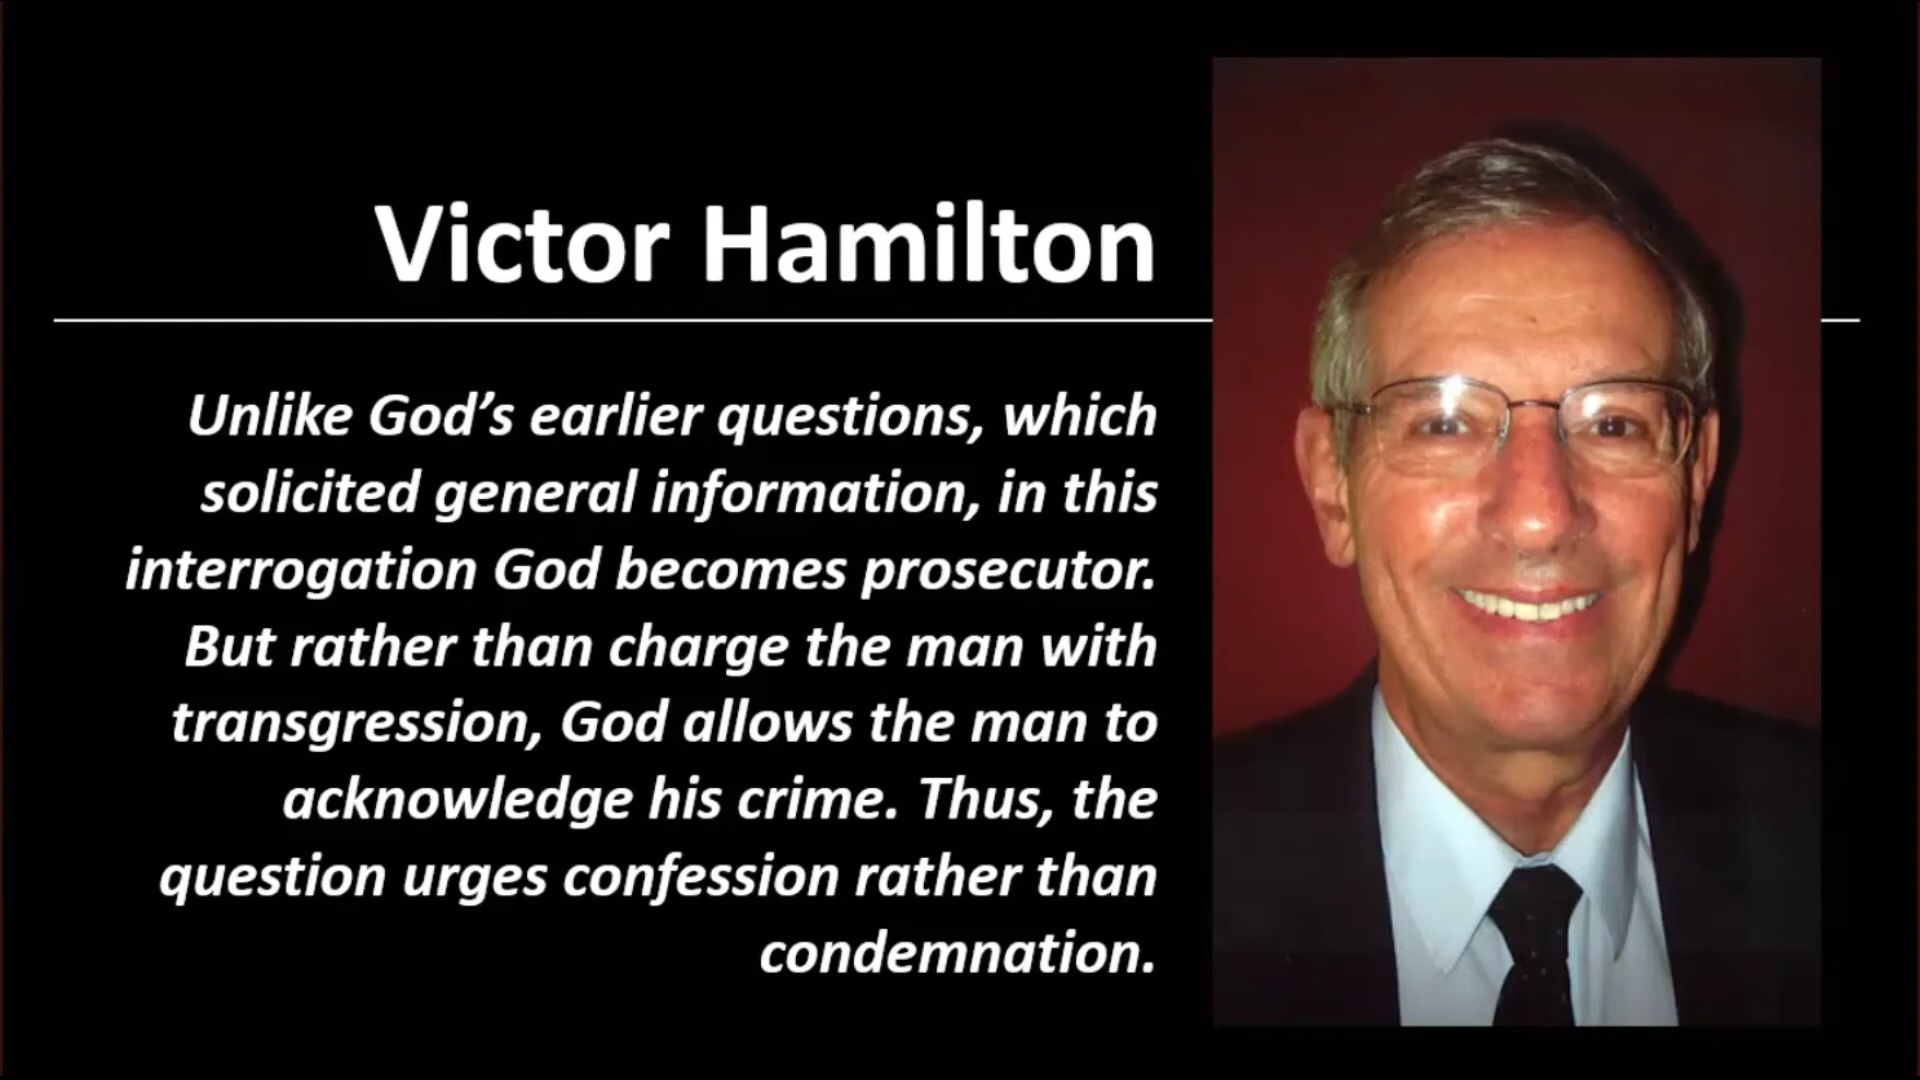 Victor Hamilton
Unlike God’s earlier questions, which
solicited general information, in this
interrogation God becomes prosecutor.
But rather than charge the man with
transgression, God allows the man to
acknowledge his crime. Thus, the
question urges confession rather than
condemnation.